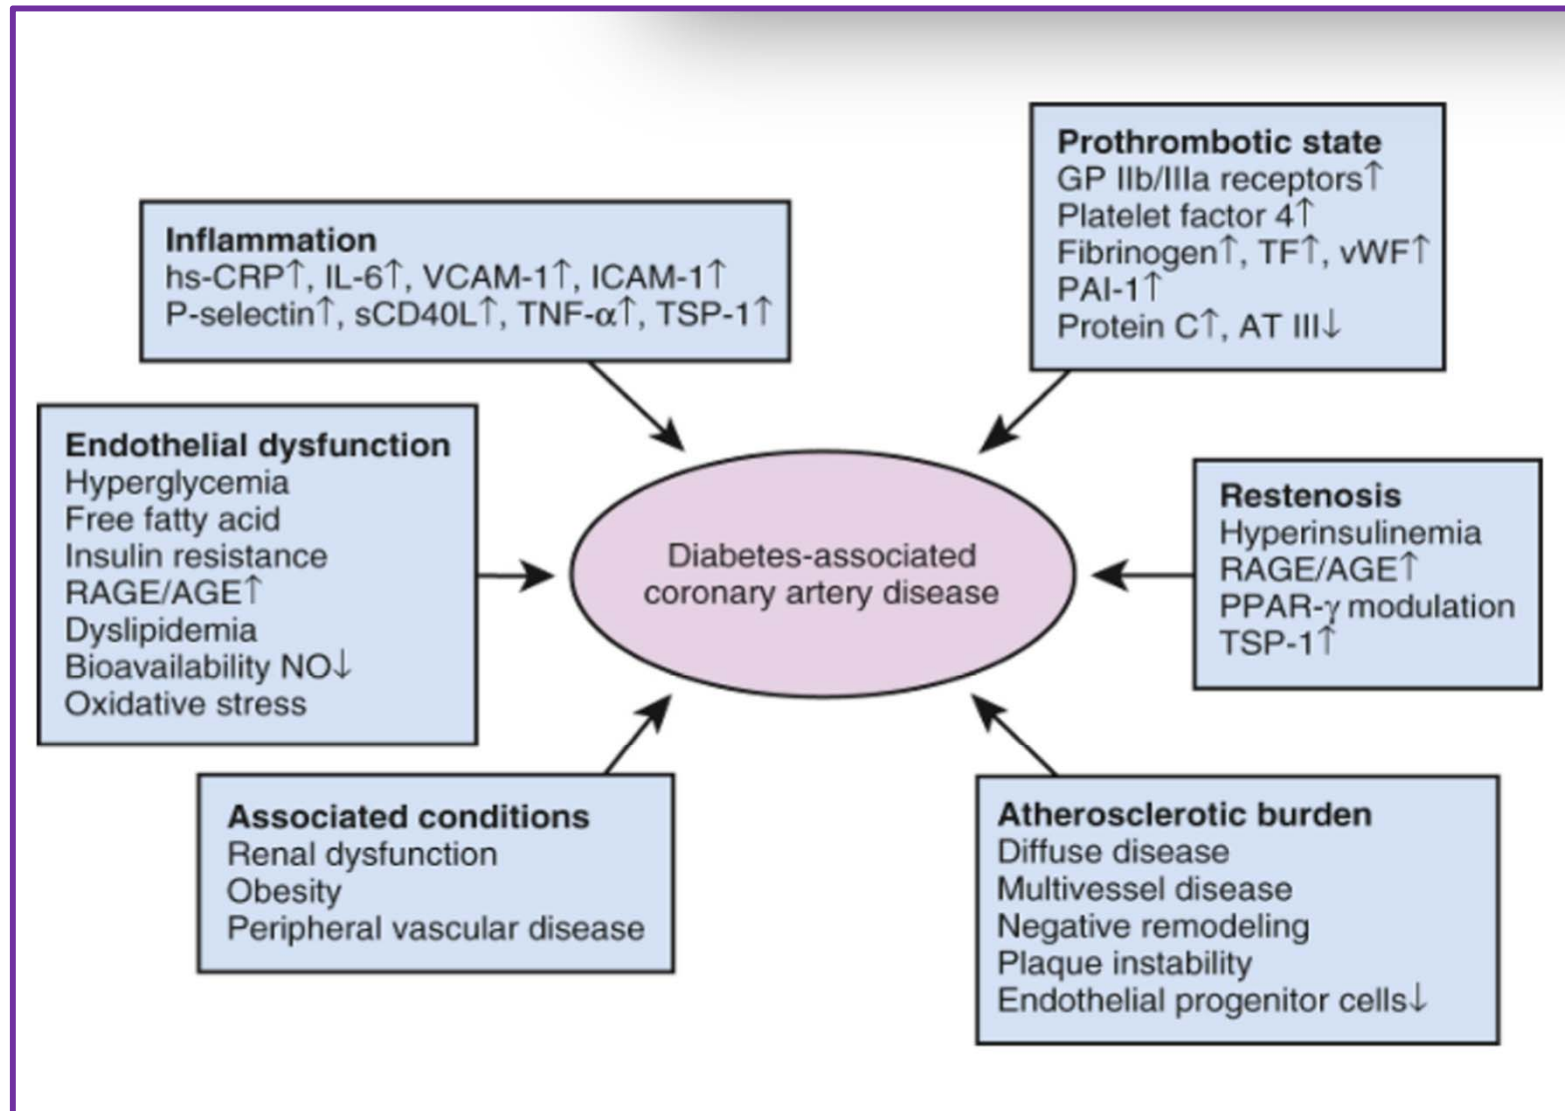 Prothrombotic state
GP IIb/IIIa receptors↑
Platelet factor 4↑
Fibrinogen↑, TF↑, vWF↑
PAI-1↑
Protein C↑, AT III↓
Inflammation
hs-CRP↑, IL-6↑, VCAM-1↑, ICAM-1↑
P-selectin↑, sCD40L↑, TNF-α↑, TSP-1↑
Endothelial dysfunction
Hyperglycemia
Free fatty acid
Insulin resistance
RAGE/AGE↑
Dyslipidemia
Bioavailability NO↓
Oxidative stress
Diabetes-associated
coronary artery disease
Restenosis
Hyperinsulinemia
RAGE/AGE↑
PPAR-γ modulation
TSP-1↑
Associated conditions
Renal dysfunction
Obesity
Peripheral vascular disease
Atherosclerotic burden
Diffuse disease
Multivessel disease
Negative remodeling
Plaque instability
Endothelial progenitor cells↓